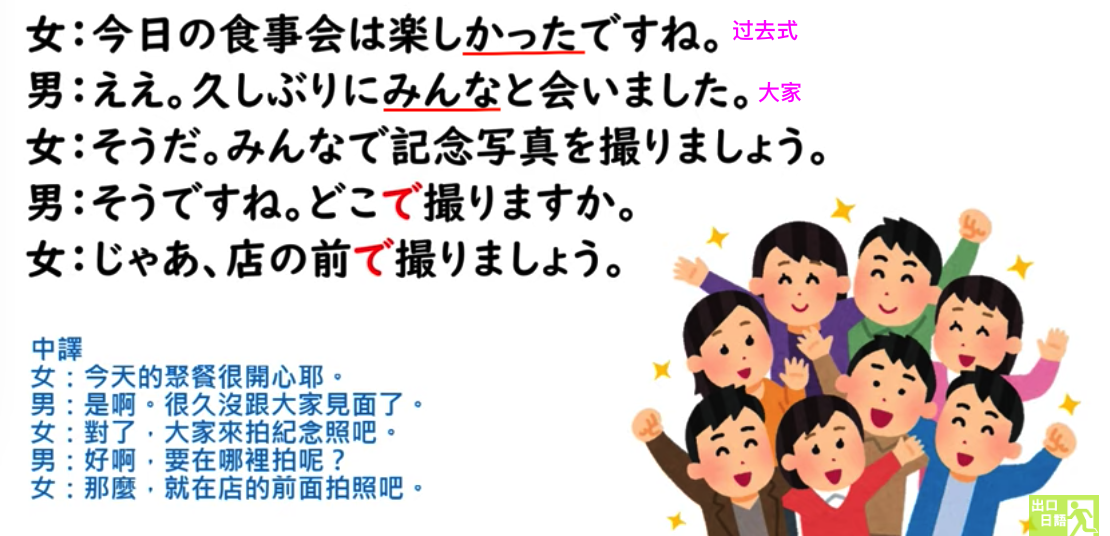 女：今日の食事会は楽しかったですね。 过去式
男：ええ。久しぶりにみんなと会いました。 大家
女：そうだ。みんなで記念写真を撮りましょう。
男：そうですね。どこで撮りますか。
女：じゃあ、店の前で撮りましょう。
中譯
女：今天的聚餐很開心耶。
男：是啊。很久沒跟大家見面了。
女：對了，大家來拍紀念照吧。
男：好啊，要在哪裡拍呢？
女：那麼，就在店的前面拍照吧。
出口
日語